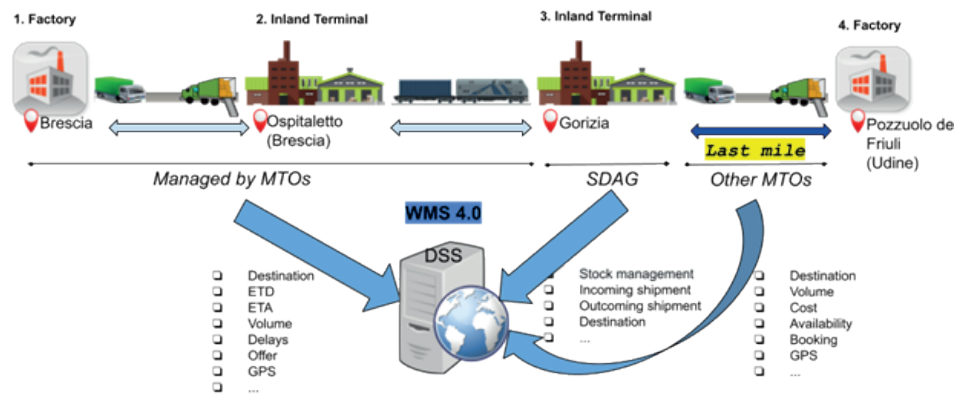 1. Factory
2. Inland Terminal
3. Inland Terminal
4. Factory
Brescia
Ospitaletto
(Brescia)
Gorizia
Pozzuolo de
Friuli
(Udine)
Last mile
Managed by MTOs
SDAG
Other MTOs
WMS 4.0
DSS
Destination
ETD
ETA
Volume
Delays
Offer
GPS
...
Stock management
Incoming shipment
Outcoming shipment
Destination
...
Destination
Volume
Cost
Availability
Booking
GPS
...